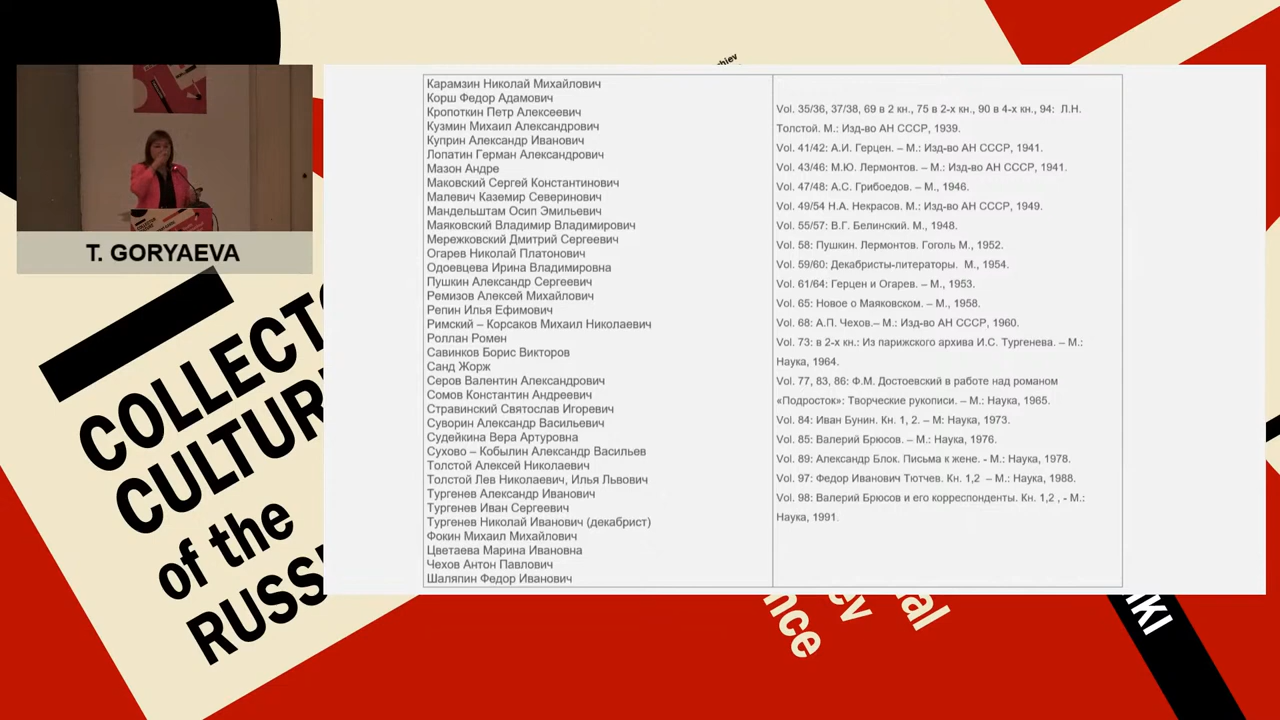 T. GORYAEVA
COLLECT
CULTUR
of the
RUSS
Карамзин Николай Михайлович
Корш Федор Адамович
Кропоткин Петр Алексеевич
Кузмин Михаил Александрович
Куприн Александр Иванович
Лопатин Герман Александрович
Мазон Андре
Маковский Сергей Константинович
Малевич Каземир Северинович
Мандельштам Осип Эмильевич
Маяковский Владимир Владимирович
Мережковский Дмитрий Сергеевич
Огарев Николай Платонович
Одоевцева Ирина Владимировна
Пушкин Александр Сергеевич
Ремизов Алексей Михайлович
Репин Илья Ефимович
Римский – Корсаков Михаил Николаевич
Роллан Ромен
Савинков Борис Викторов
Санд Жорж
Серов Валентин Александрович
Сомов Константин Андреевич
Стравинский Святослав Игоревич
Суворин Александр Васильевич
Судейкина Вера Артуровна
Сухово – Кобылин Александр Васильев
Толстой Алексей Николаевич
Толстой Лев Николаевич, Илья Львович
Тургенев Александр Иванович
Тургенев Иван Сергеевич
Тургенев Николай Иванович (декабрист)
Фокин Михаил Михайлович
Цветаева Марина Ивановна
Чехов Антон Павлович
Шаляпин Федор Иванович
Vol. 35/36, 37/38, 69 в 2 кн., 75 в 2-х кн., 90 в 4-х кн., 94: Л.Н.
Толстой. М.: Изд-во АН СССР, 1939.
Vol. 41/42: А.И. Герцен. – М.: Изд-во АН СССР, 1941.
Vol. 43/46: М.Ю. Лермонтов. – М.: Изд-во АН СССР, 1941.
Vol. 47/48: А.С. Грибоедов. – М., 1946.
Vol. 49/54 Н.А. Некрасов. М.: Изд-во АН СССР, 1949.
Vol. 55/57: В.Г. Белинский. М., 1948.
Vol. 58: Пушкин. Лермонтов. Гоголь М., 1952.
Vol. 59/60: Декабристы-литераторы. М., 1954.
Vol. 61/64: Герцен и Огарев. – М., 1953.
Vol. 65: Новое о Маяковском. – М., 1958.
Vol. 68: А.П. Чехов.– М.: Изд-во АН СССР, 1960.
Vol. 73: в 2-х кн.: Из парижского архива И.С. Тургенева. – М.:
Наука, 1964.
Vol. 77, 83, 86: Ф.М. Достоевский в работе над романом
«Подросток»: Творческие рукописи. – М.: Наука, 1965.
Vol. 84: Иван Бунин. Кн. 1, 2. – М: Наука, 1973.
Vol. 85: Валерий Брюсов. – М.: Наука, 1976.
Vol. 89: Александр Блок. Письма к жене. - М.: Наука, 1978.
Vol. 97: Федор Иванович Тютчев. Кн. 1,2 – М.: Наука, 1988.
Vol. 98: Валерий Брюсов и его корреспонденты. Кн. 1,2 , - М.:
Наука, 1991.